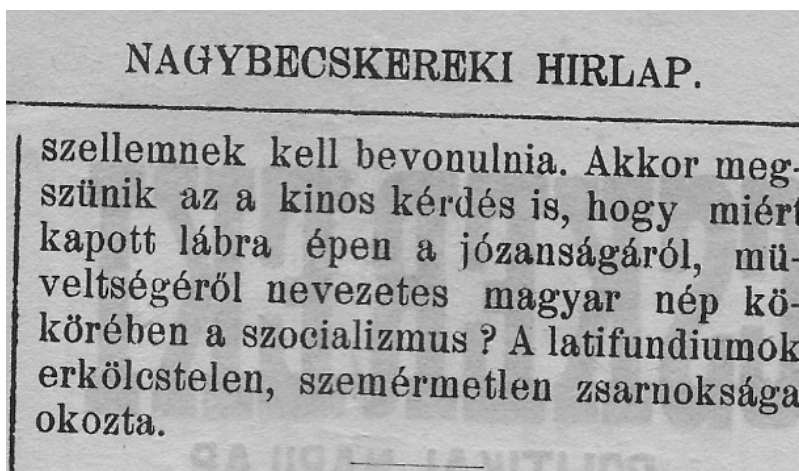 NAGYBECSKEREKI HIRLAP.
szellemnek kell bevonulnia. Akkor meg-
szünik az a kinos kérdés is, hogy miért
kapott lábra épen a józanságáról, mü-
veltségéről nevezetes magyar nép kö-
körében a szocializmus? A latifundiumok
erkölcstelen, szemérmetlen zsarnoksága
okozta.